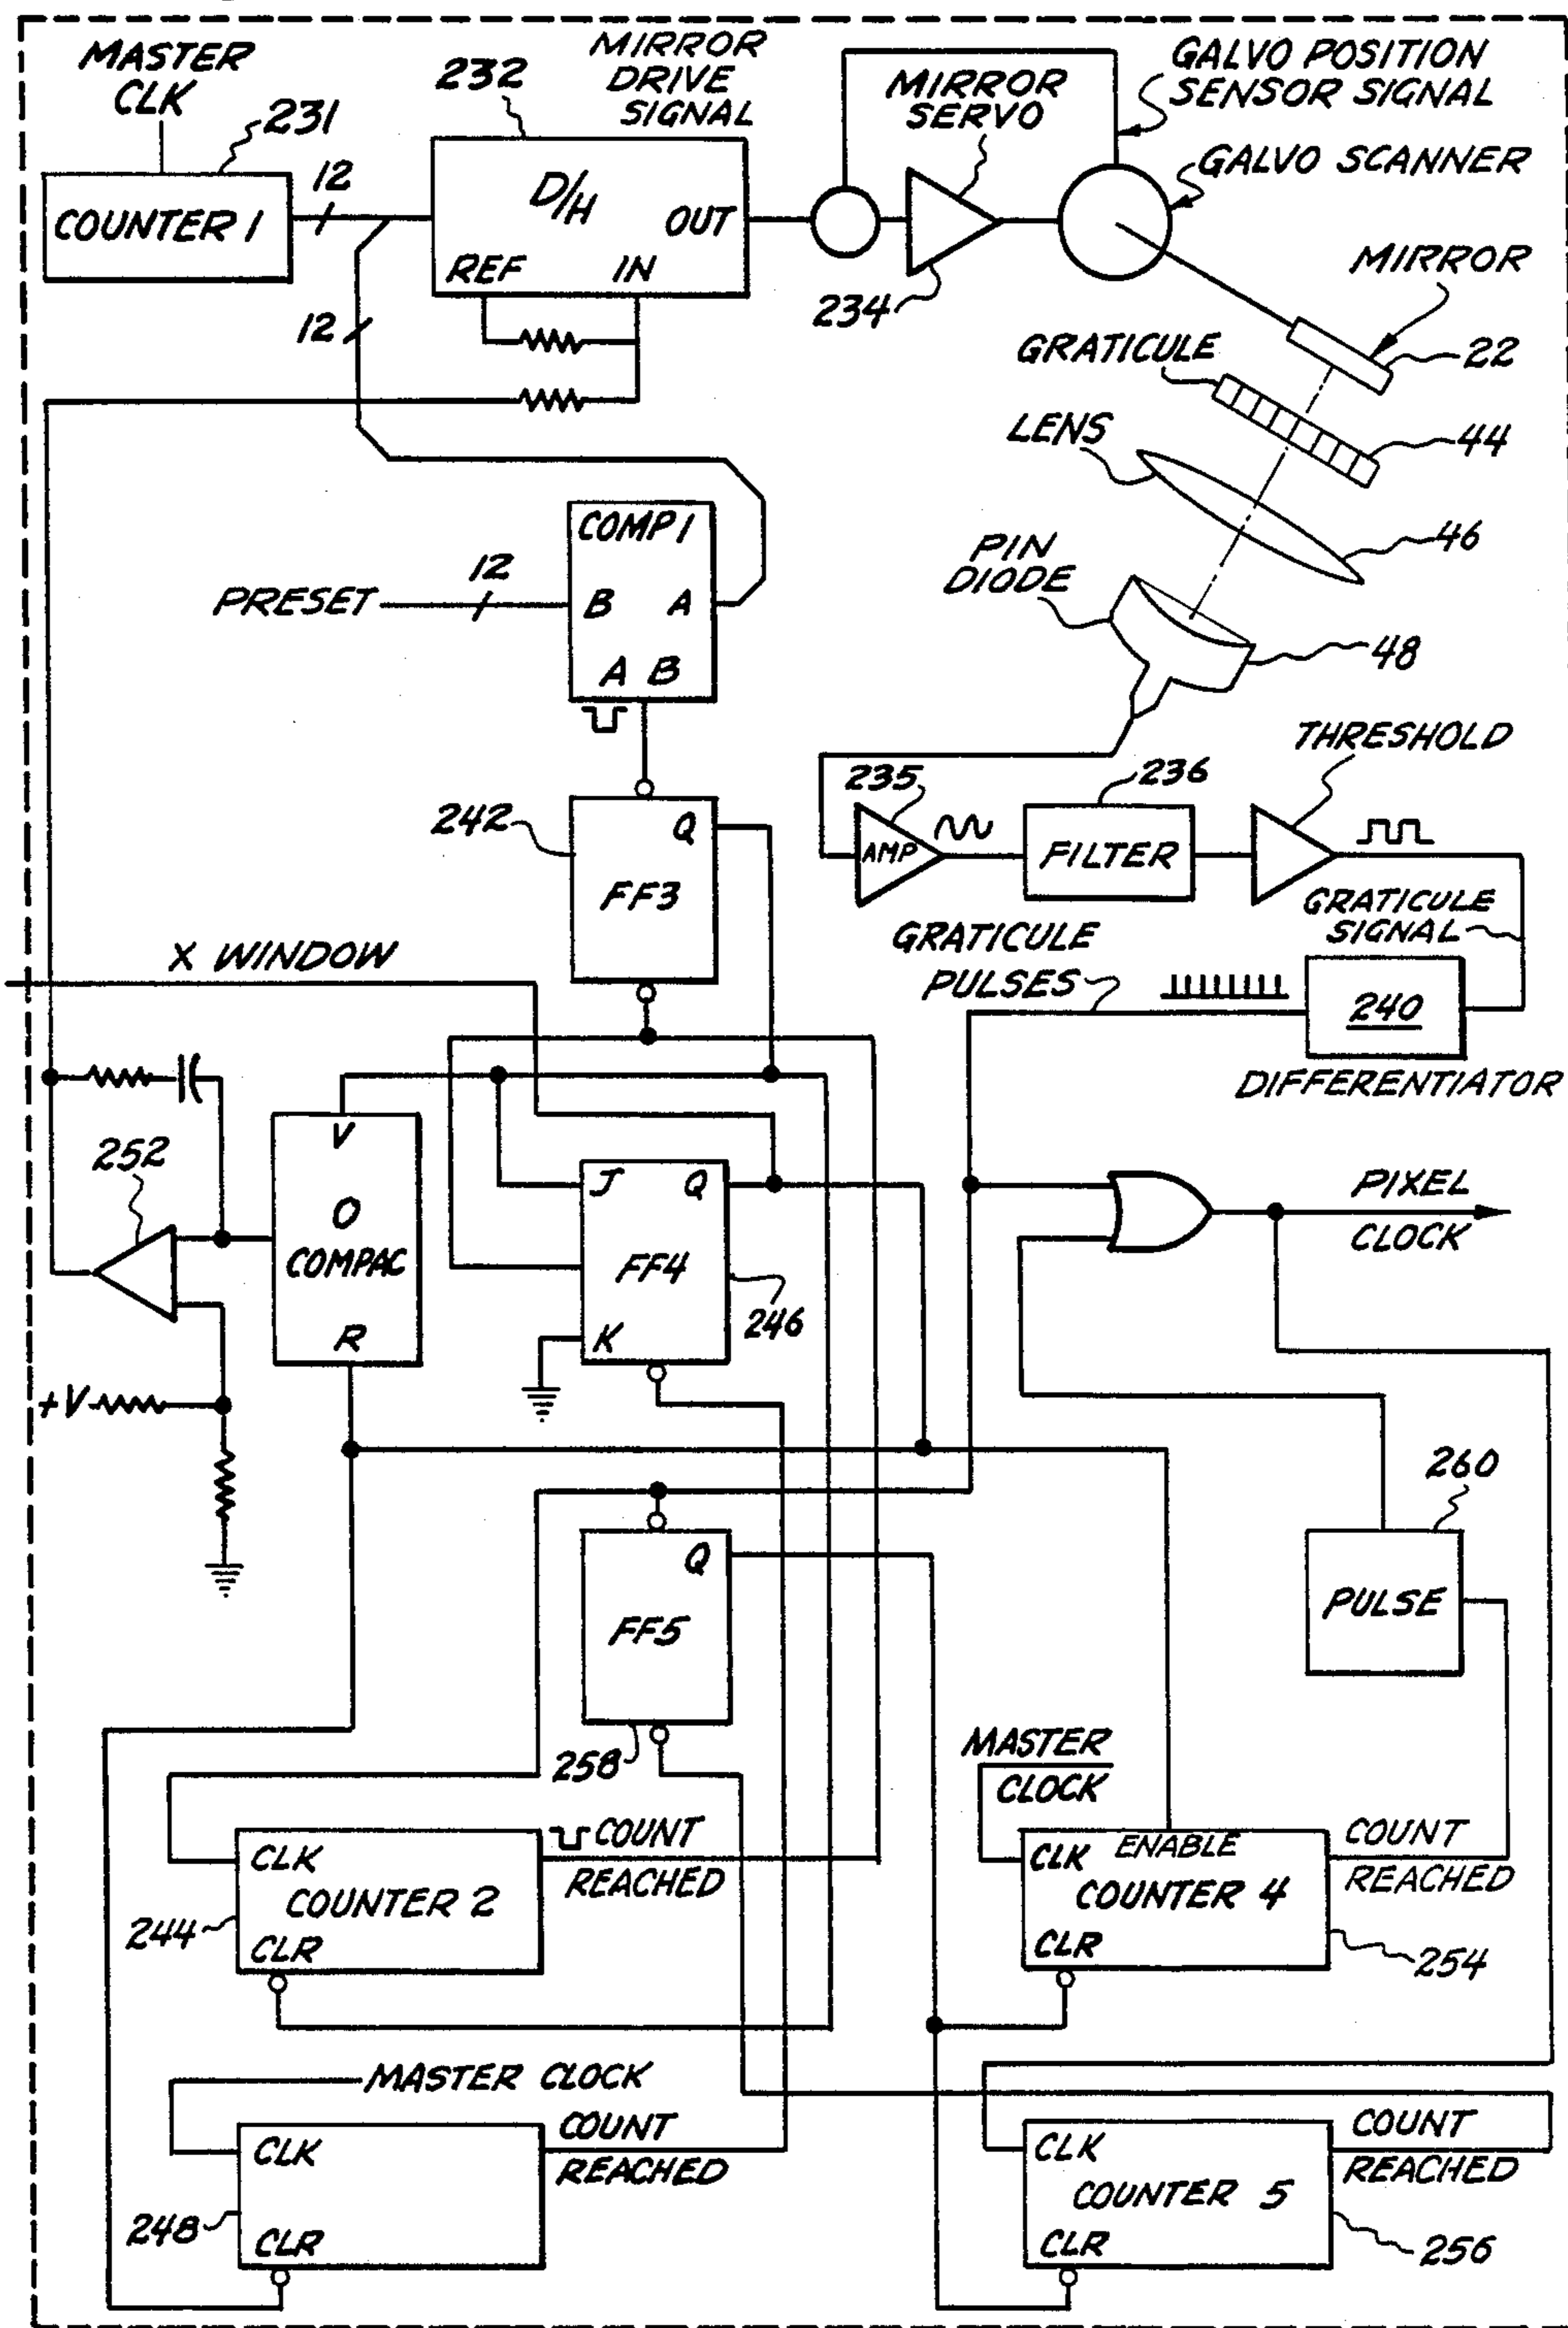 MASTER
CLK
231
COUNTER 1
12
12
232
MIRROR
DRIVE
SIGNAL
D/H
OUT
REF
IN
MIRROR
SERVO
234
GALVO POSITION
SENSOR SIGNAL
GALVO SCANNER
MIRROR
22
GRATICULE
44
LENS
46
PIN
DIODE
48
COMP 1
PRESET
12
B
A
A B
242
Q
FF3
235
AMP
236
FILTER
THRESHOLD
GRATICULE
SIGNAL
GRATICULE
PULSES
240
DIFFERENTIATOR
X WINDOW
252
V
O
COMPAC
R
+V
J
Q
FF4
K
246
PIXEL
CLOCK
260
PULSE
Q
FF5
258
MASTER
CLOCK
CLK
COUNTER 2
CLR
244
COUNT
REACHED
CLK
ENABLE
COUNTER 4
CLR
254
COUNT
REACHED
MASTER CLOCK
CLK
CLR
248
COUNT
REACHED
CLK
COUNTER 5
CLR
256
COUNT
REACHED